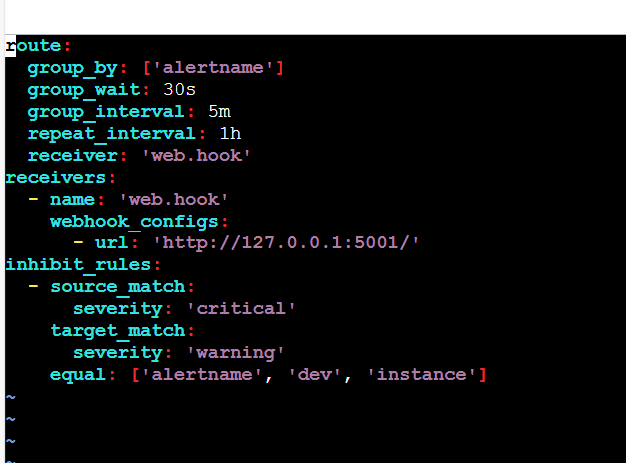 route:
  group_by: ['alertname']
  group_wait: 30s
  group_interval: 5m
  repeat_interval: 1h
  receiver: 'web.hook'
receivers:
  - name: 'web.hook'
    webhook_configs:
      - url: 'http://127.0.0.1:5001/'
inhibit_rules:
  - source_match:
      severity: 'critical'
    target_match:
      severity: 'warning'
    equal: ['alertname', 'dev', 'instance']
~
~
~
~